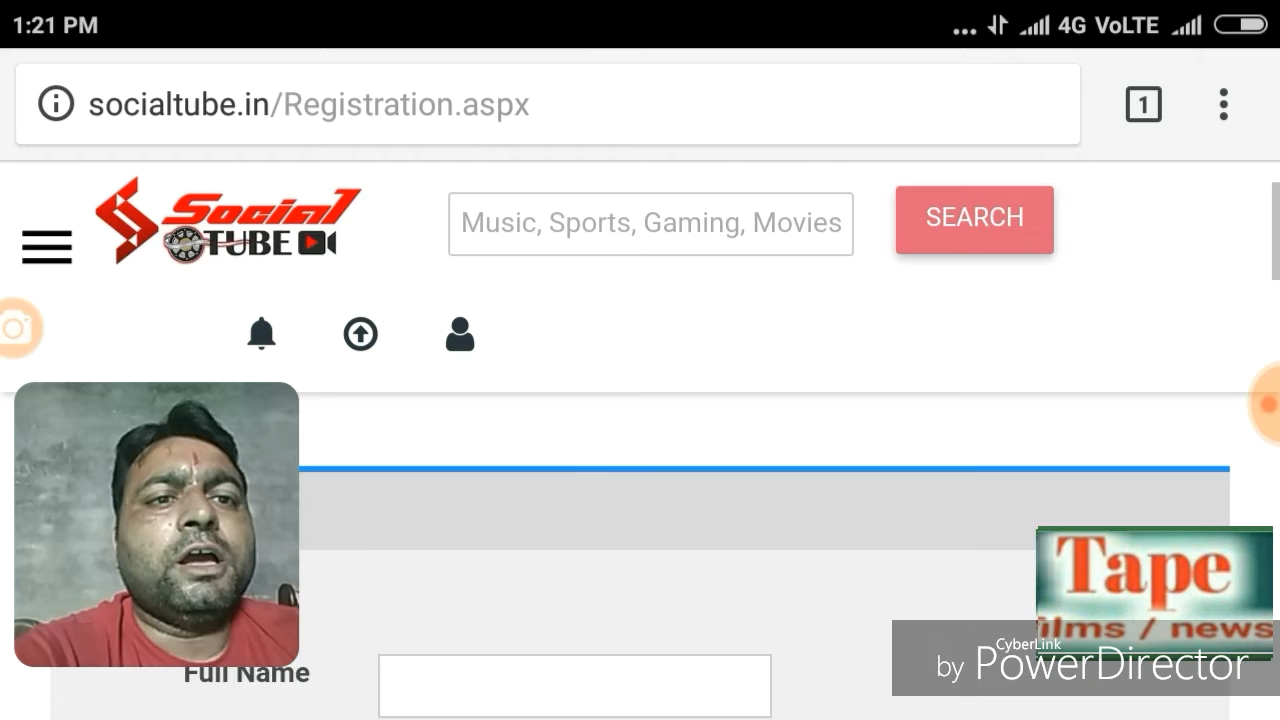 1:21 PM
... 4G VoLTE
socialtube.in/Registration.aspx
1
Social
TUBE
Music, Sports, Gaming, Movies
SEARCH
Tape
films / news
CyberLink
by PowerDirector
Full Name